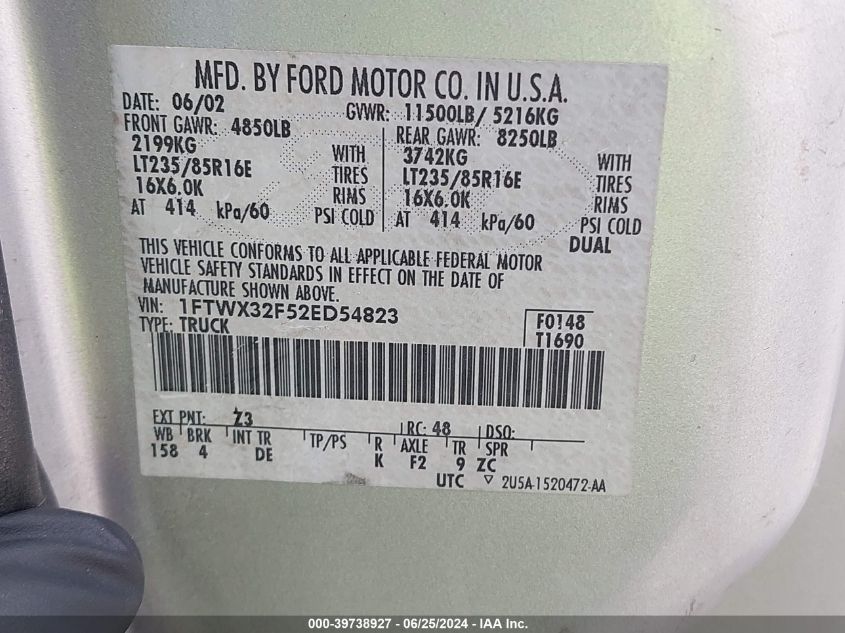 MFD. BY FORD MOTOR CO. IN U.S.A.
DATE: 06/02 GVWR: 11500LB/ 5216KG
FRONT GAWR: 4850LB REAR GAWR: 8250LB
2199KG WITH 3742KG WITH
LT235/85R16E TIRES LT235/85R16E TIRES
16X6.0K RIMS 16X6.0K RIMS
AT 414 kPa/60 PSI COLD AT 414 kPa/60 PSI COLD
DUAL
THIS VEHICLE CONFORMS TO ALL APPLICABLE FEDERAL MOTOR
VEHICLE SAFETY STANDARDS IN EFFECT ON THE DATE OF
MANUFACTURE SHOWN ABOVE.
VIN: 1FTWX32F52ED54823 F0148
TYPE: TRUCK T1690
EXT PNT: Z3 RC: 48 DSO:
WB BRK INT TR TP/PS R AXLE TR SPR
158 4 DE K F2 9 ZC
UTC ▽ 2U5A-1520472-AA
000-39738927 - 06/25/2024 - IAA Inc.